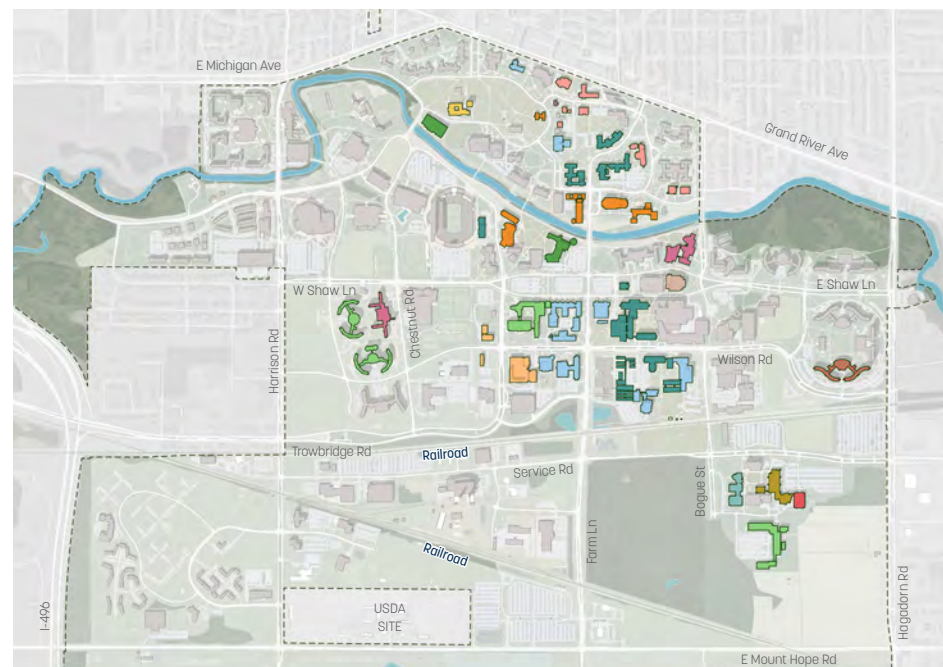 E Michigan Ave
Grand River Ave
W Shaw Ln
E Shaw Ln
Chestnut Rd
Harrison Rd
Wilson Rd
Trowbridge Rd
Railroad
Service Rd
Bogue St
Farm Ln
Railroad
Hagadorn Rd
I-496
USDA
SITE
E Mount Hope Rd